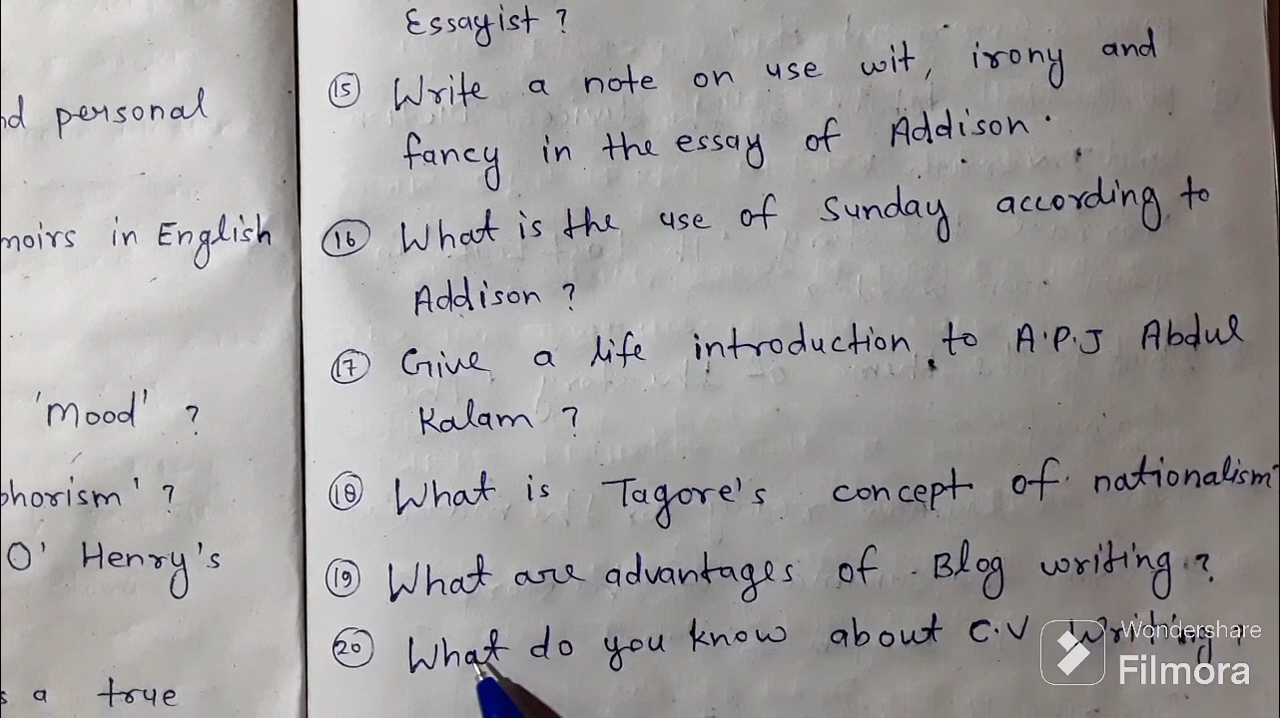 nd personal
moirs in English
'Mood' ?
phorism' ?
O' Henry's
s a true
Essayist ?
15 Write a note on use wit, irony and
fancy in the essay of Addison.
16 What is the use of Sunday according to
Addison ?
17 Give a life introduction to A.P.J Abdul
Kalam ?
18 What is Tagore's concept of nationalism?
19 What are advantages of Blog writing ?
20 What do you know about C.V Writing ?
Wondershare
Filmora